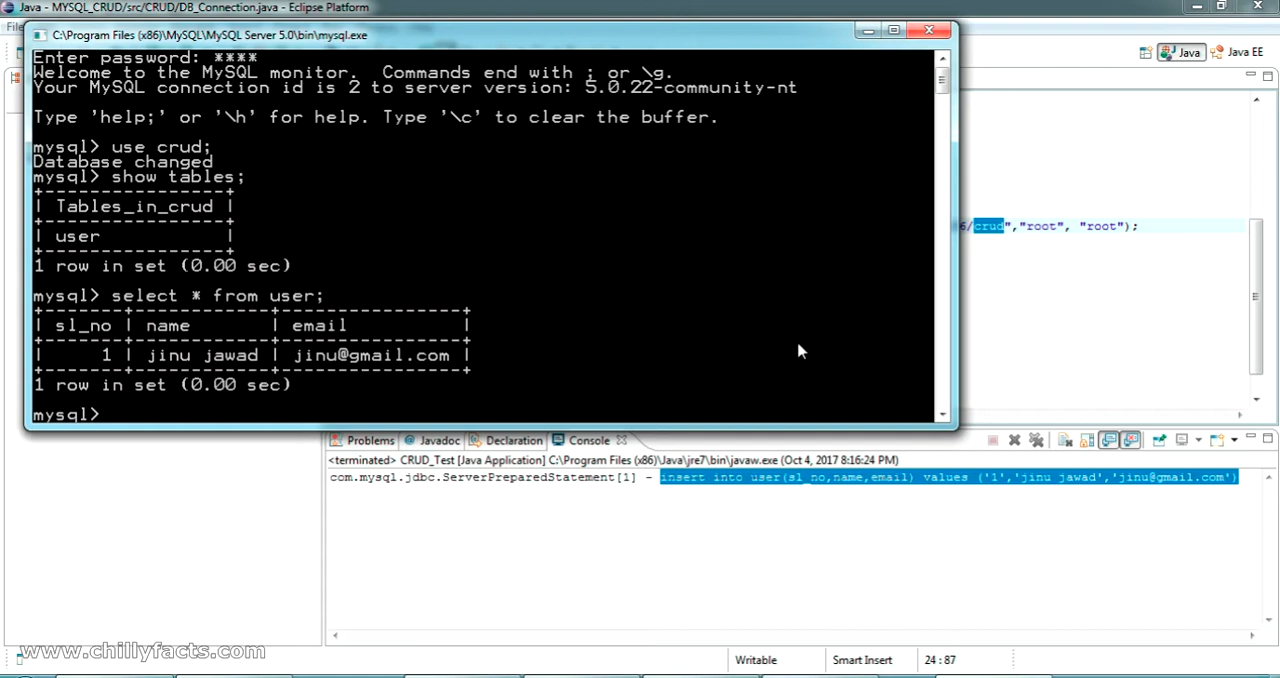 Java - MYSQL_CRUD/src/CRUD/DB_Connection.java - Eclipse Platform
C:\Program Files (x86)\MySQL\MySQL Server 5.0\bin\mysql.exe
Enter password: ****
Welcome to the MySQL monitor.  Commands end with ; or \g.
Your MySQL connection id is 2 to server version: 5.0.22-community-nt
Type 'help;' or '\h' for help. Type '\c' to clear the buffer.
mysql> use crud;
Database changed
mysql> show tables;
+----------------+
| Tables_in_crud |
+----------------+
| user           |
+----------------+
1 row in set (0.00 sec)
mysql> select * from user;
+-------+------------+----------------+
| sl_no | name       | email          |
+-------+------------+----------------+
|     1 | jinu jawad | jinu@gmail.com |
+-------+------------+----------------+
1 row in set (0.00 sec)
mysql>
Java
Java EE
/crud","root", "root");
Problems  Javadoc  Declaration  Console
<terminated> CRUD_Test [Java Application] C:\Program Files (x86)\Java\jre7\bin\javaw.exe (Oct 4, 2017 8:16:24 PM)
com.mysql.jdbc.ServerPreparedStatement[1] - insert into user(sl_no,name,email) values ('1','jinu jawad','jinu@gmail.com')
www.chillyfacts.com
Writable  Smart Insert  24 : 87